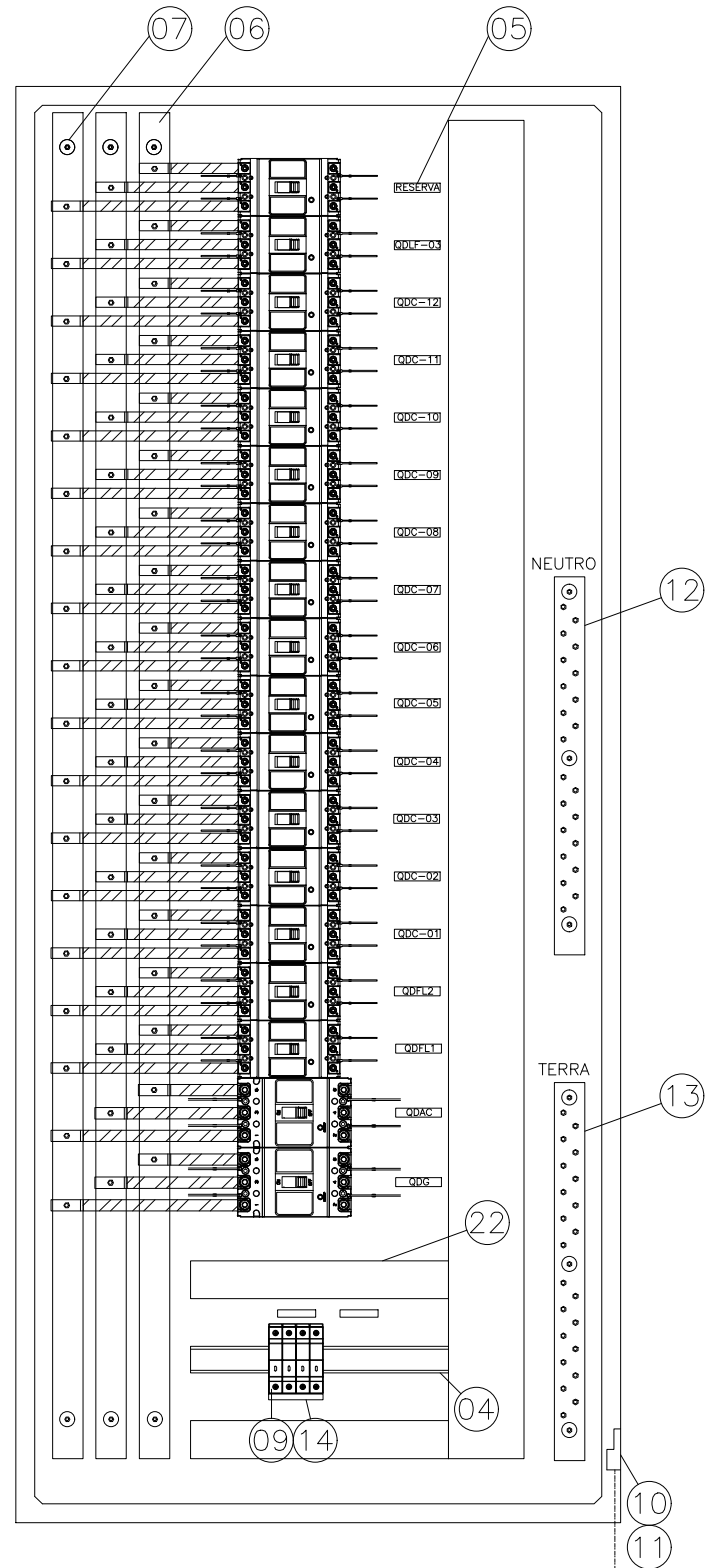 07
06
05
RESERVA
QDLF-03
QDC-12
QDC-11
QDC-10
QDC-09
QDC-08
QDC-07
NEUTRO
12
QDC-06
QDC-05
QDC-04
QDC-03
QDC-02
QDC-01
QDFL2
QDFL1
TERRA
13
QDAC
QDG
22
04
09
14
10
11